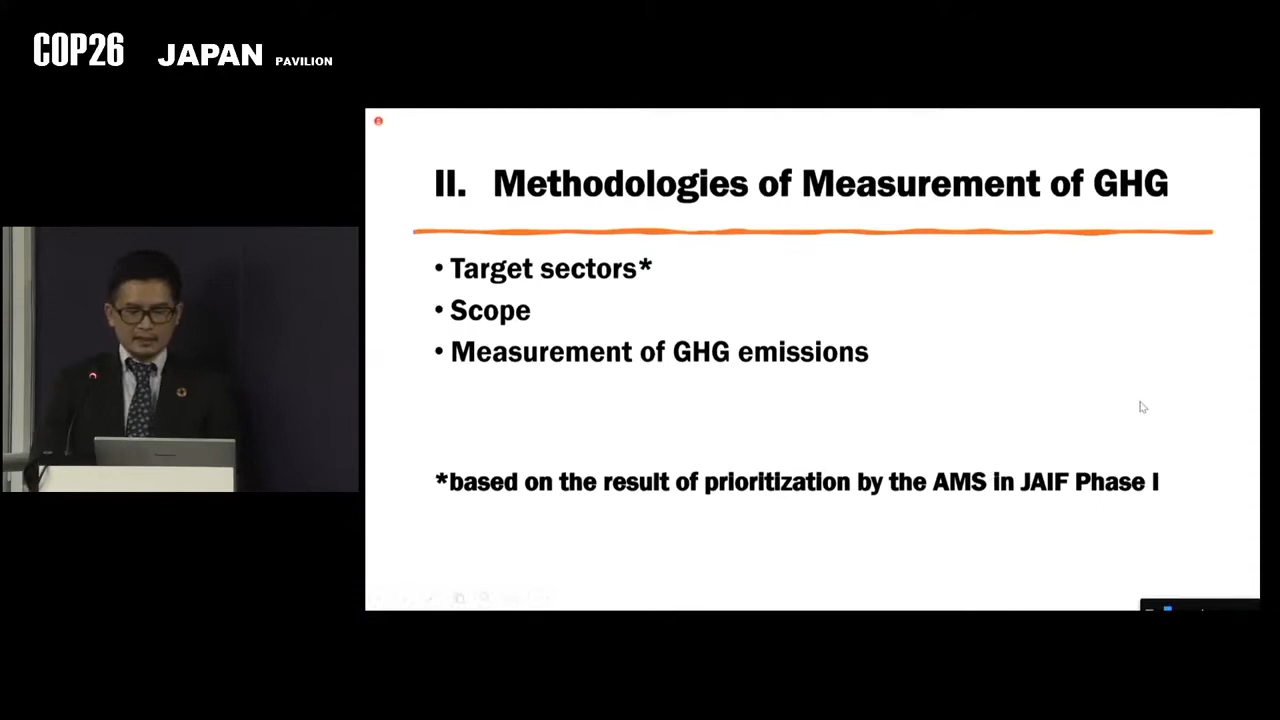 COP26 JAPAN PAVILION
II. Methodologies of Measurement of GHG
• Target sectors*
• Scope
• Measurement of GHG emissions
*based on the result of prioritization by the AMS in JAIF Phase I